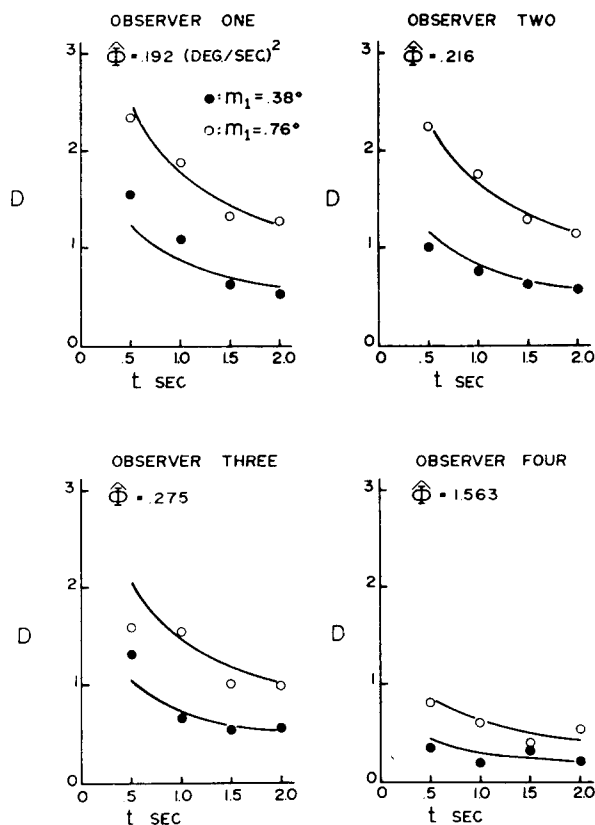 OBSERVER ONE
Φ̂ = .192 (DEG./SEC)²
●: m₁ = .38°
○: m₁ = .76°
D
3
2
1
0
0 .5 1.0 1.5 2.0
t SEC
OBSERVER TWO
Φ̂ = .216
D
3
2
1
0
0 .5 1.0 1.5 2.0
t SEC
OBSERVER THREE
Φ̂ = .275
D
3
2
1
0
0 .5 1.0 1.5 2.0
t SEC
OBSERVER FOUR
Φ̂ = 1.563
D
3
2
1
0
0 .5 1.0 1.5 2.0
t SEC